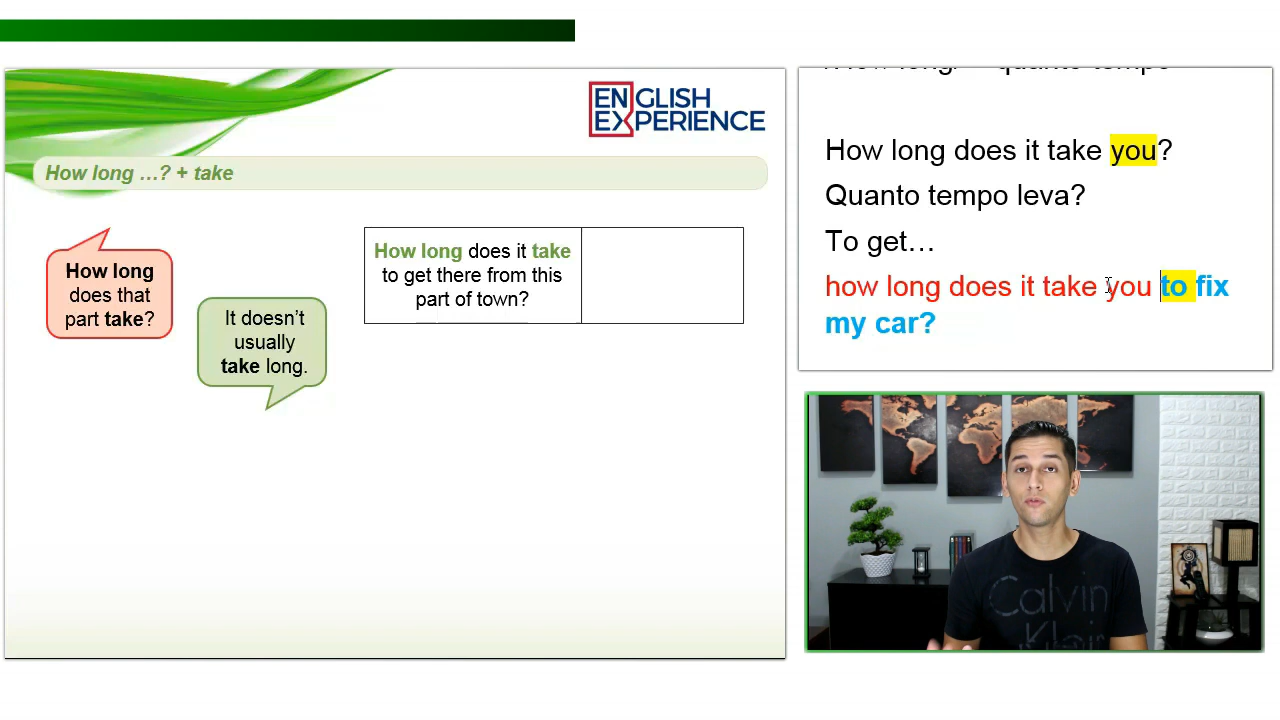 ENGLISH
EXPERIENCE
How long …? + take
How long
does that
part take?
It doesn’t
usually
take long.
How long does it take
to get there from this
part of town?
How long does it take you?
Quanto tempo leva?
To get…
how long does it take you to fix
my car?
Calvin
Klein